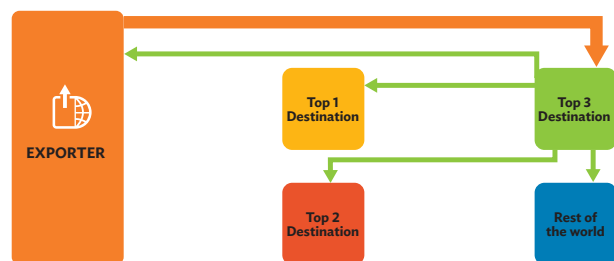 EXPORTER
Top 1
Destination
Top 3
Destination
Top 2
Destination
Rest of
the world